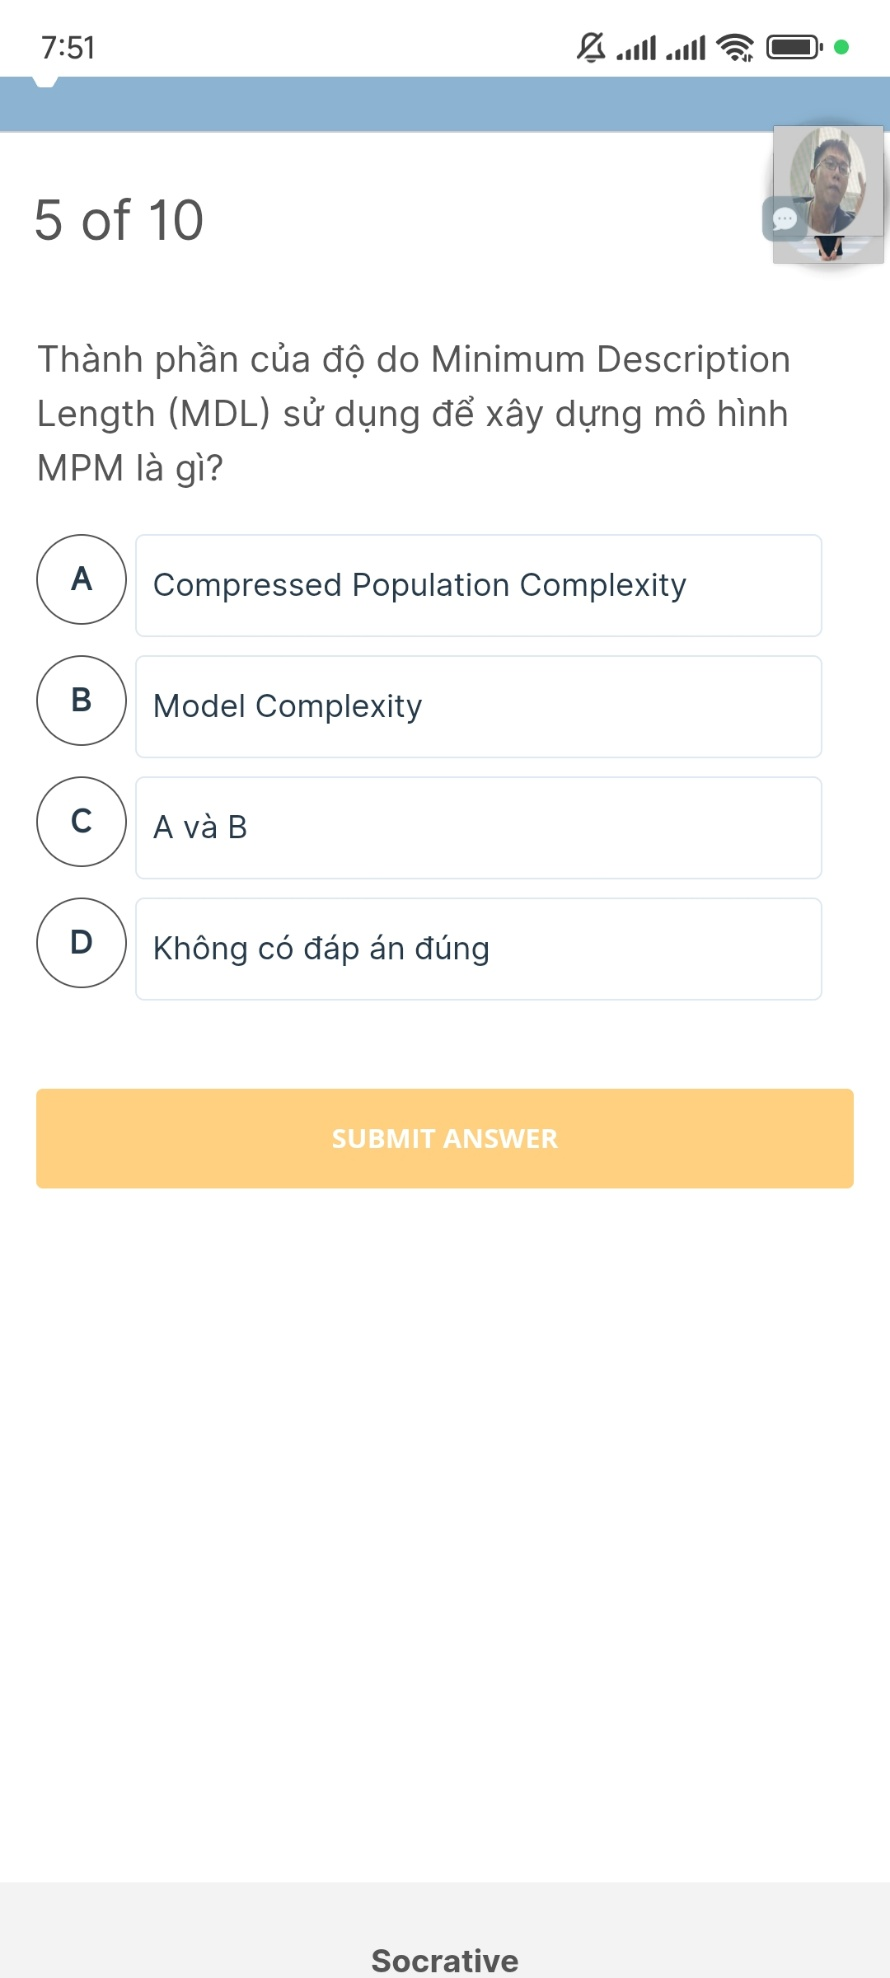 7:51
5 of 10
Thành phần của độ do Minimum Description
Length (MDL) sử dụng để xây dựng mô hình
MPM là gì?
A
Compressed Population Complexity
B
Model Complexity
C
A và B
D
Không có đáp án đúng
SUBMIT ANSWER
Socrative